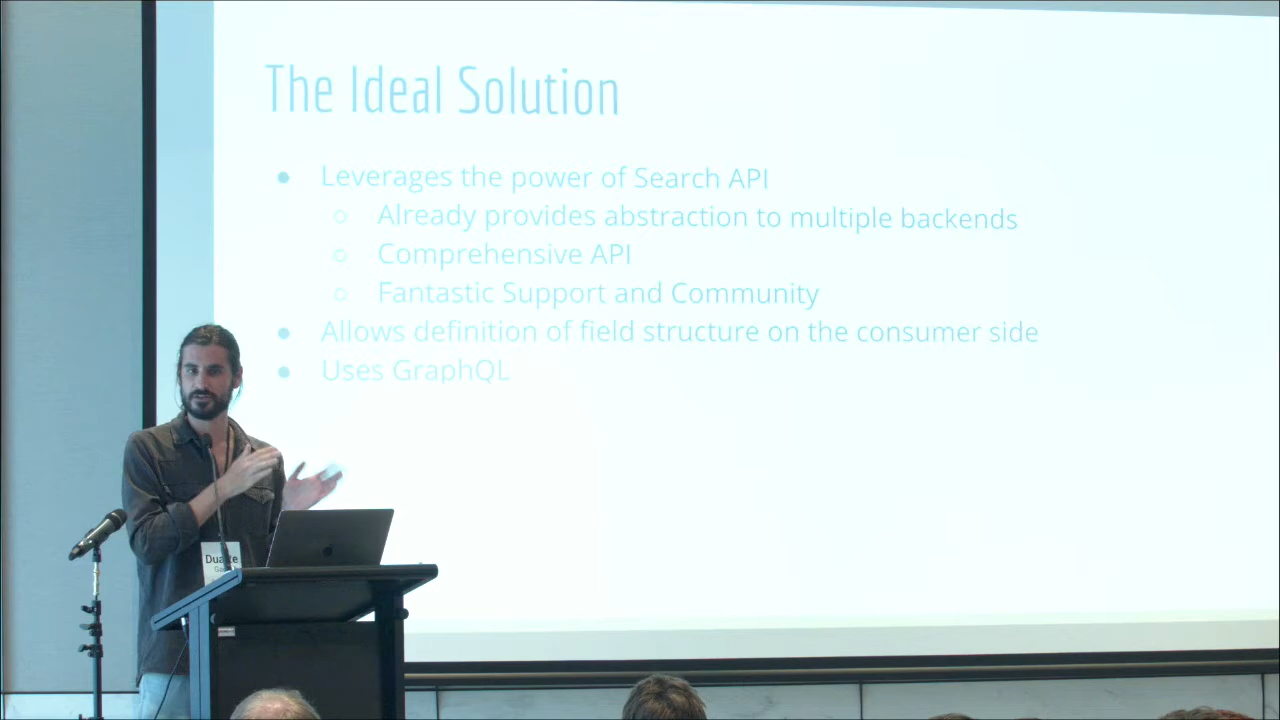 The Ideal Solution
● Leverages the power of Search API
○ Already provides abstraction to multiple backends
○ Comprehensive API
○ Fantastic Support and Community
● Allows definition of field structure on the consumer side
● Uses GraphQL